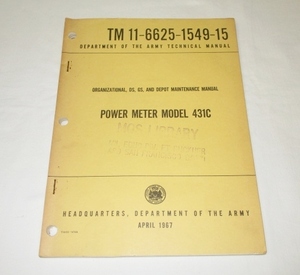 TM 11-6625-1549-15
DEPARTMENT OF THE ARMY TECHNICAL MANUAL
ORGANIZATIONAL, DS, GS, AND DEPOT MAINTENANCE MANUAL
POWER METER MODEL 431C
LIBRARY
HEADQUARTERS, DEPARTMENT OF THE ARMY
APRIL 1967